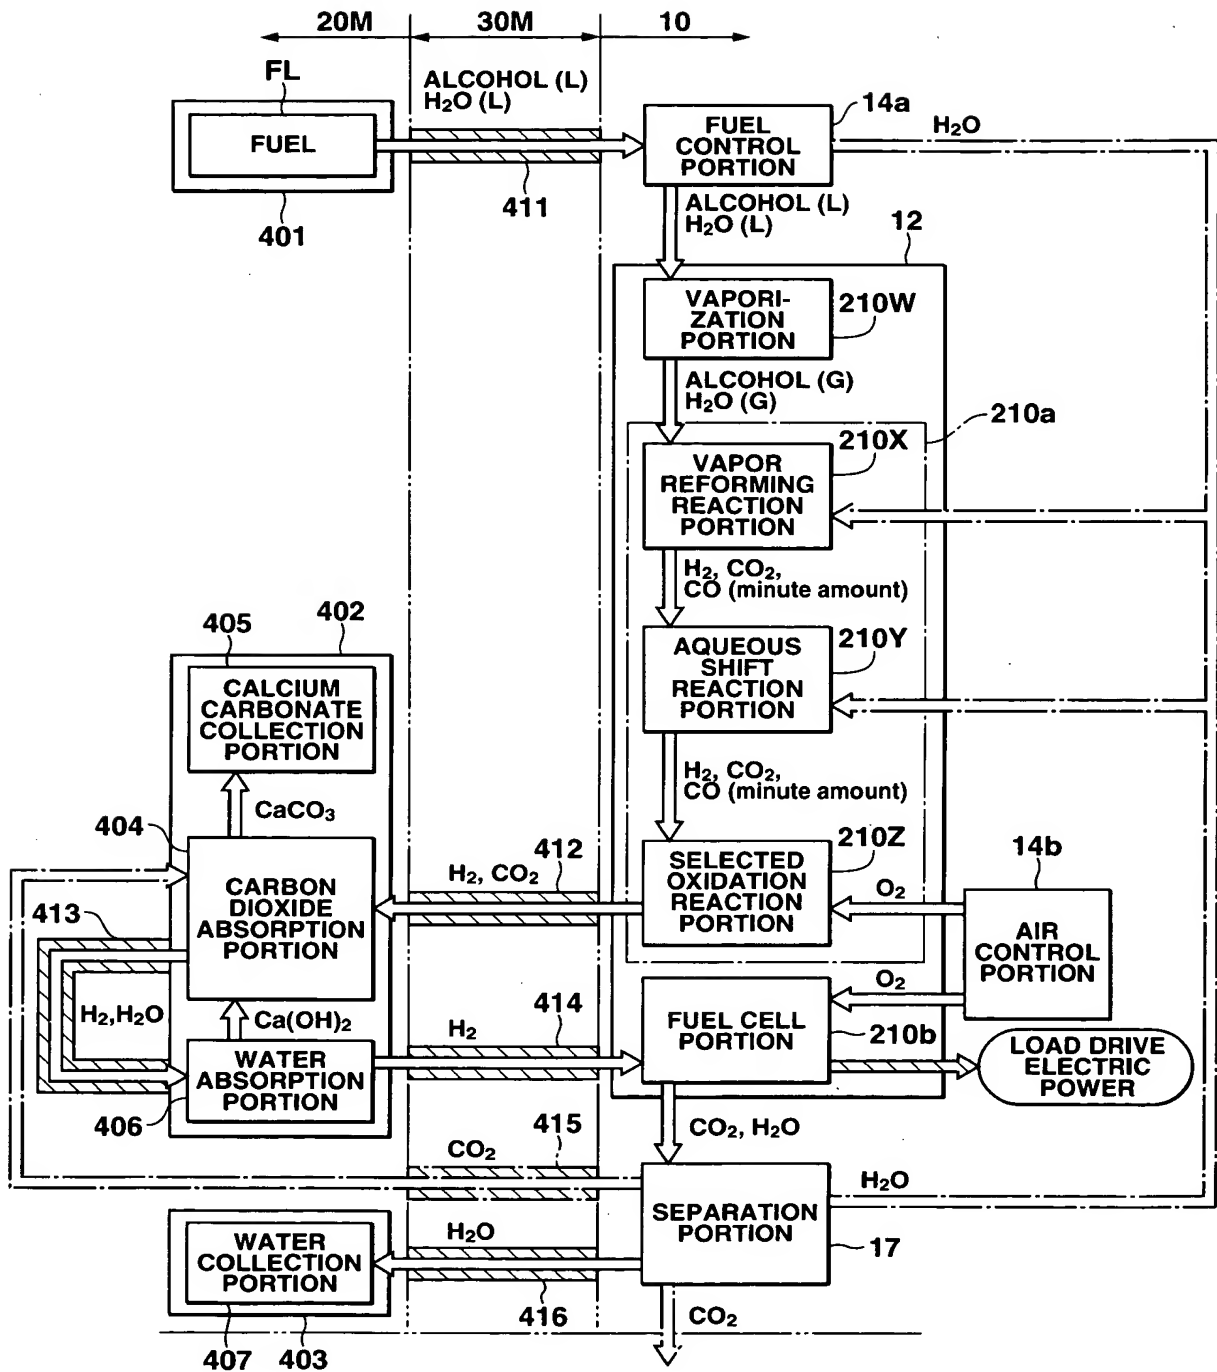 20M
30M
10
FL
FUEL
401
ALCOHOL (L)
H₂O (L)
411
14a
FUEL
CONTROL
PORTION
H₂O
ALCOHOL (L)
H₂O (L)
12
VAPORI-
ZATION
PORTION
210W
ALCOHOL (G)
H₂O (G)
210a
210X
VAPOR
REFORMING
REACTION
PORTION
H₂, CO₂,
CO (minute amount)
210Y
AQUEOUS
SHIFT
REACTION
PORTION
H₂, CO₂,
CO (minute amount)
405
402
CALCIUM
CARBONATE
COLLECTION
PORTION
CaCO₃
404
CARBON
DIOXIDE
ABSORPTION
PORTION
413
H₂,H₂O
Ca(OH)₂
WATER
ABSORPTION
PORTION
406
412
H₂, CO₂
210Z
SELECTED
OXIDATION
REACTION
PORTION
O₂
14b
AIR
CONTROL
PORTION
O₂
414
H₂
FUEL CELL
PORTION
210b
LOAD DRIVE
ELECTRIC
POWER
CO₂, H₂O
415
CO₂
H₂O
SEPARATION
PORTION
17
H₂O
416
WATER
COLLECTION
PORTION
407
403
CO₂